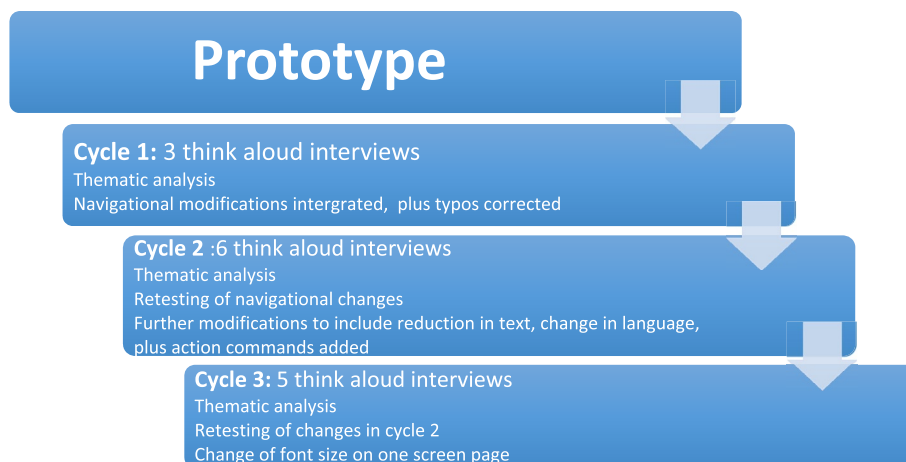 Prototype
Cycle 1: 3 think aloud interviews
Thematic analysis
Navigational modifications intergrated, plus typos corrected
Cycle 2 :6 think aloud interviews
Thematic analysis
Retesting of navigational changes
Further modifications to include reduction in text, change in language,
plus action commands added
Cycle 3: 5 think aloud interviews
Thematic analysis
Retesting of changes in cycle 2
Change of font size on one screen page